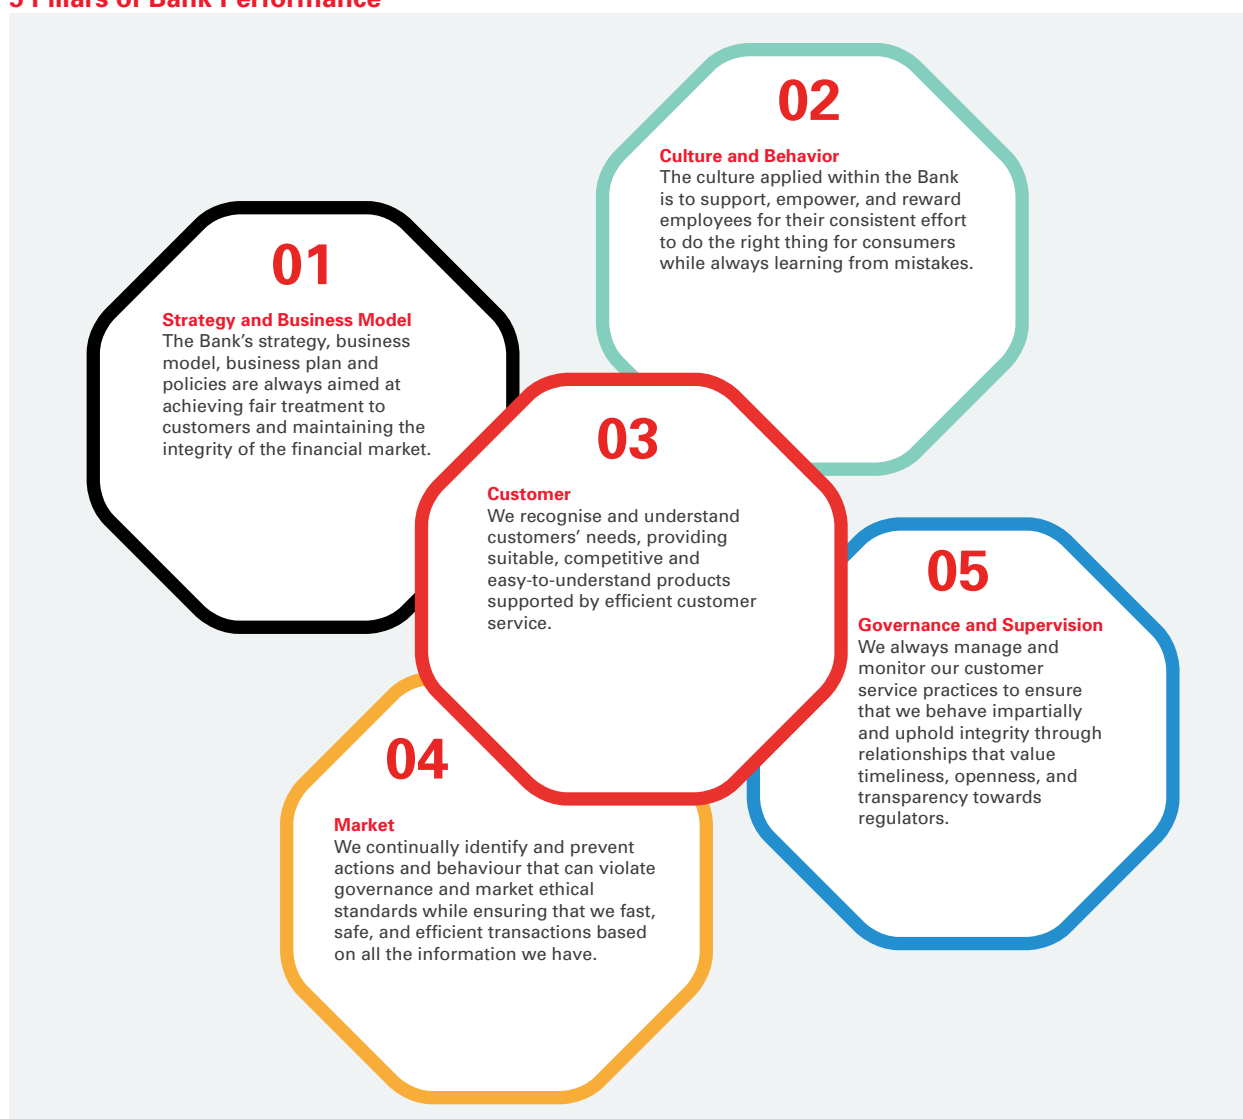 5 Pillars of Bank Performance
01
Strategy and Business Model
The Bank’s strategy, business
model, business plan and
policies are always aimed at
achieving fair treatment to
customers and maintaining the
integrity of the financial market.
02
Culture and Behavior
The culture applied within the Bank
is to support, empower, and reward
employees for their consistent effort
to do the right thing for consumers
while always learning from mistakes.
03
Customer
We recognise and understand
customers’ needs, providing
suitable, competitive and
easy-to-understand products
supported by efficient customer
service.
04
Market
We continually identify and prevent
actions and behaviour that can violate
governance and market ethical
standards while ensuring that we fast,
safe, and efficient transactions based
on all the information we have.
05
Governance and Supervision
We always manage and
monitor our customer
service practices to ensure
that we behave impartially
and uphold integrity through
relationships that value
timeliness, openness, and
transparency towards
regulators.